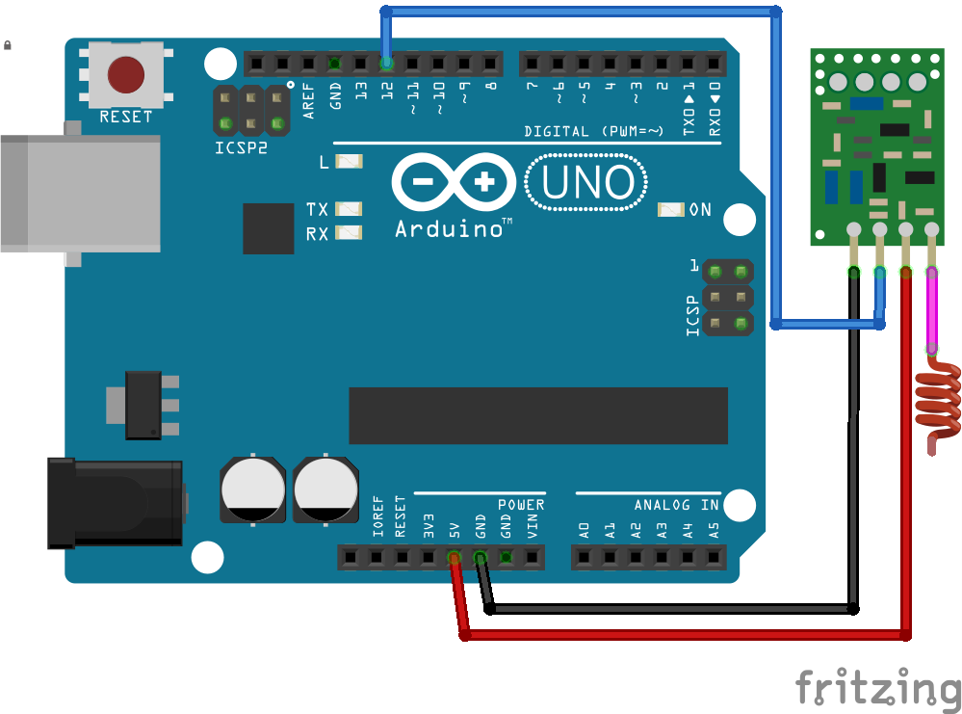 RESET
ICSP2
AREF
GND
13
12
~11
~10
~9
8
7
~6
~5
4
~3
2
TX0▶1
RX0◀0
DIGITAL (PWM=~)
L
TX
RX
UNO
Arduino™
ON
1
ICSP
IOREF
RESET
3V3
5V
GND
GND
VIN
POWER
ANALOG IN
A0
A1
A2
A3
A4
A5
fritzing